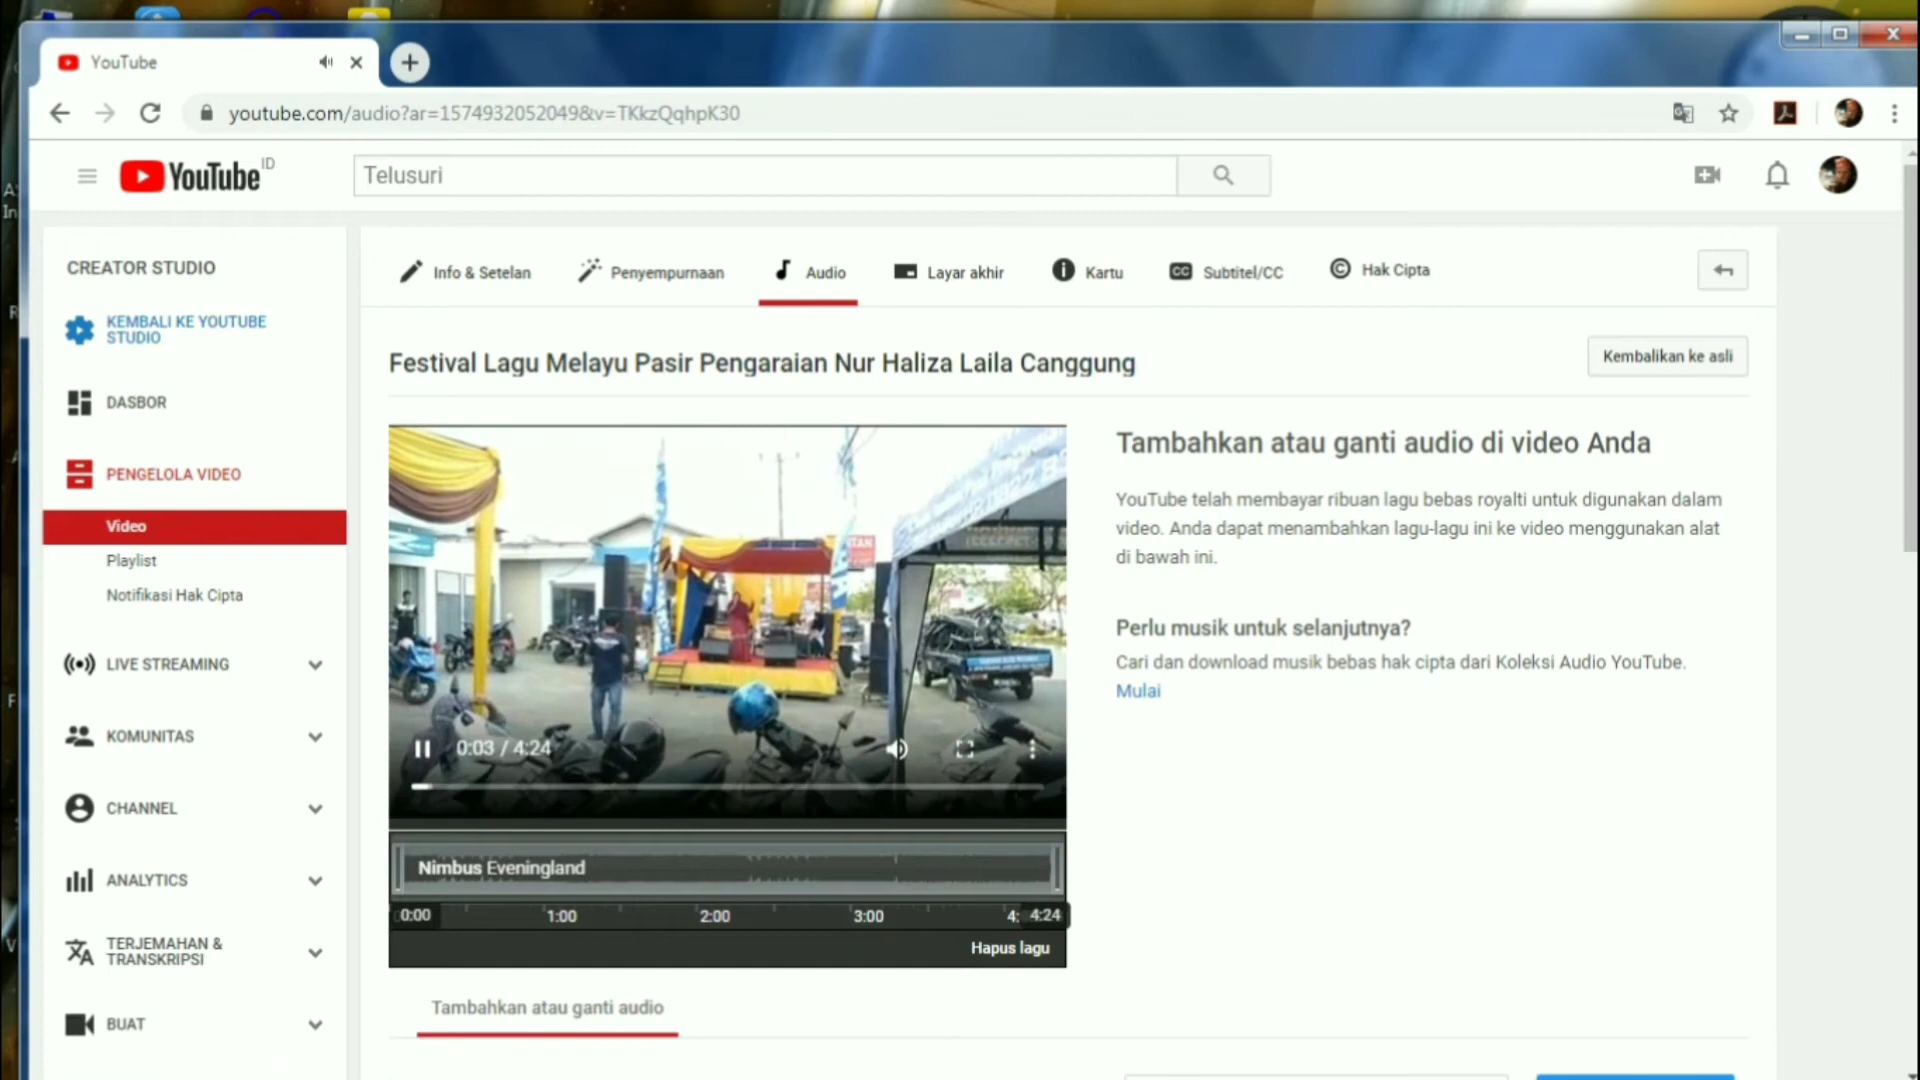 YouTube
youtube.com/audio?ar=1574932052049&v=TKkzQqhpK30
YouTube ID
Telusuri
CREATOR STUDIO
KEMBALI KE YOUTUBE
STUDIO
DASBOR
PENGELOLA VIDEO
Video
Playlist
Notifikasi Hak Cipta
LIVE STREAMING
KOMUNITAS
CHANNEL
ANALYTICS
TERJEMAHAN &
TRANSKRIPSI
BUAT
Info & Setelan
Penyempurnaan
Audio
Layar akhir
Kartu
CC Subtitel/CC
Hak Cipta
Festival Lagu Melayu Pasir Pengaraian Nur Haliza Laila Canggung
Kembalikan ke asli
0:03 / 4:24
Nimbus Eveningland
0:00 1:00 2:00 3:00 4: 4:24
Hapus lagu
Tambahkan atau ganti audio
Tambahkan atau ganti audio di video Anda
YouTube telah membayar ribuan lagu bebas royalti untuk digunakan dalam
video. Anda dapat menambahkan lagu-lagu ini ke video menggunakan alat
di bawah ini.
Perlu musik untuk selanjutnya?
Cari dan download musik bebas hak cipta dari Koleksi Audio YouTube.
Mulai